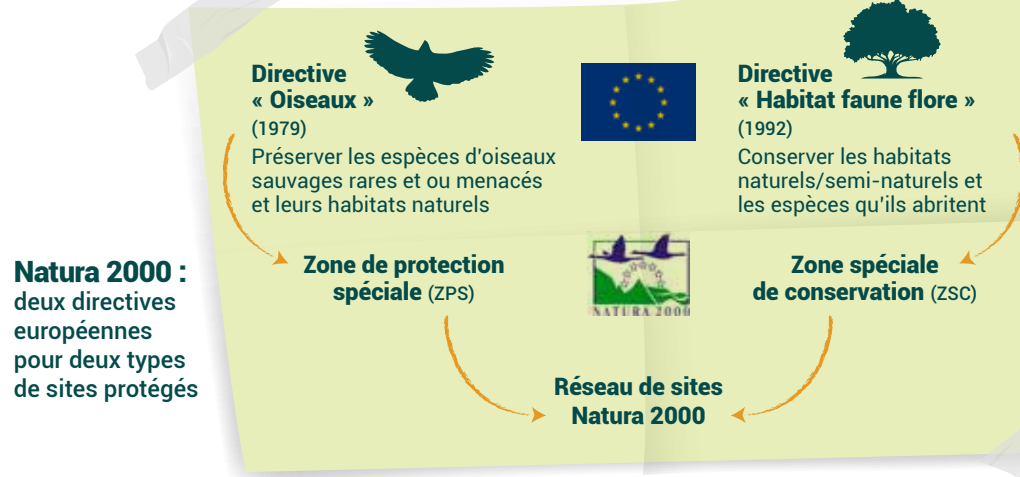 Directive
« Oiseaux »
(1979)
Préserver les espèces d'oiseaux
sauvages rares et ou menacés
et leurs habitats naturels
Directive
« Habitat faune flore »
(1992)
Conserver les habitats
naturels/semi-naturels et
les espèces qu'ils abritent
Natura 2000 :
deux directives
européennes
pour deux types
de sites protégés
Zone de protection
spéciale (ZPS)
NATURA 2000
Zone spéciale
de conservation (ZSC)
Réseau de sites
Natura 2000